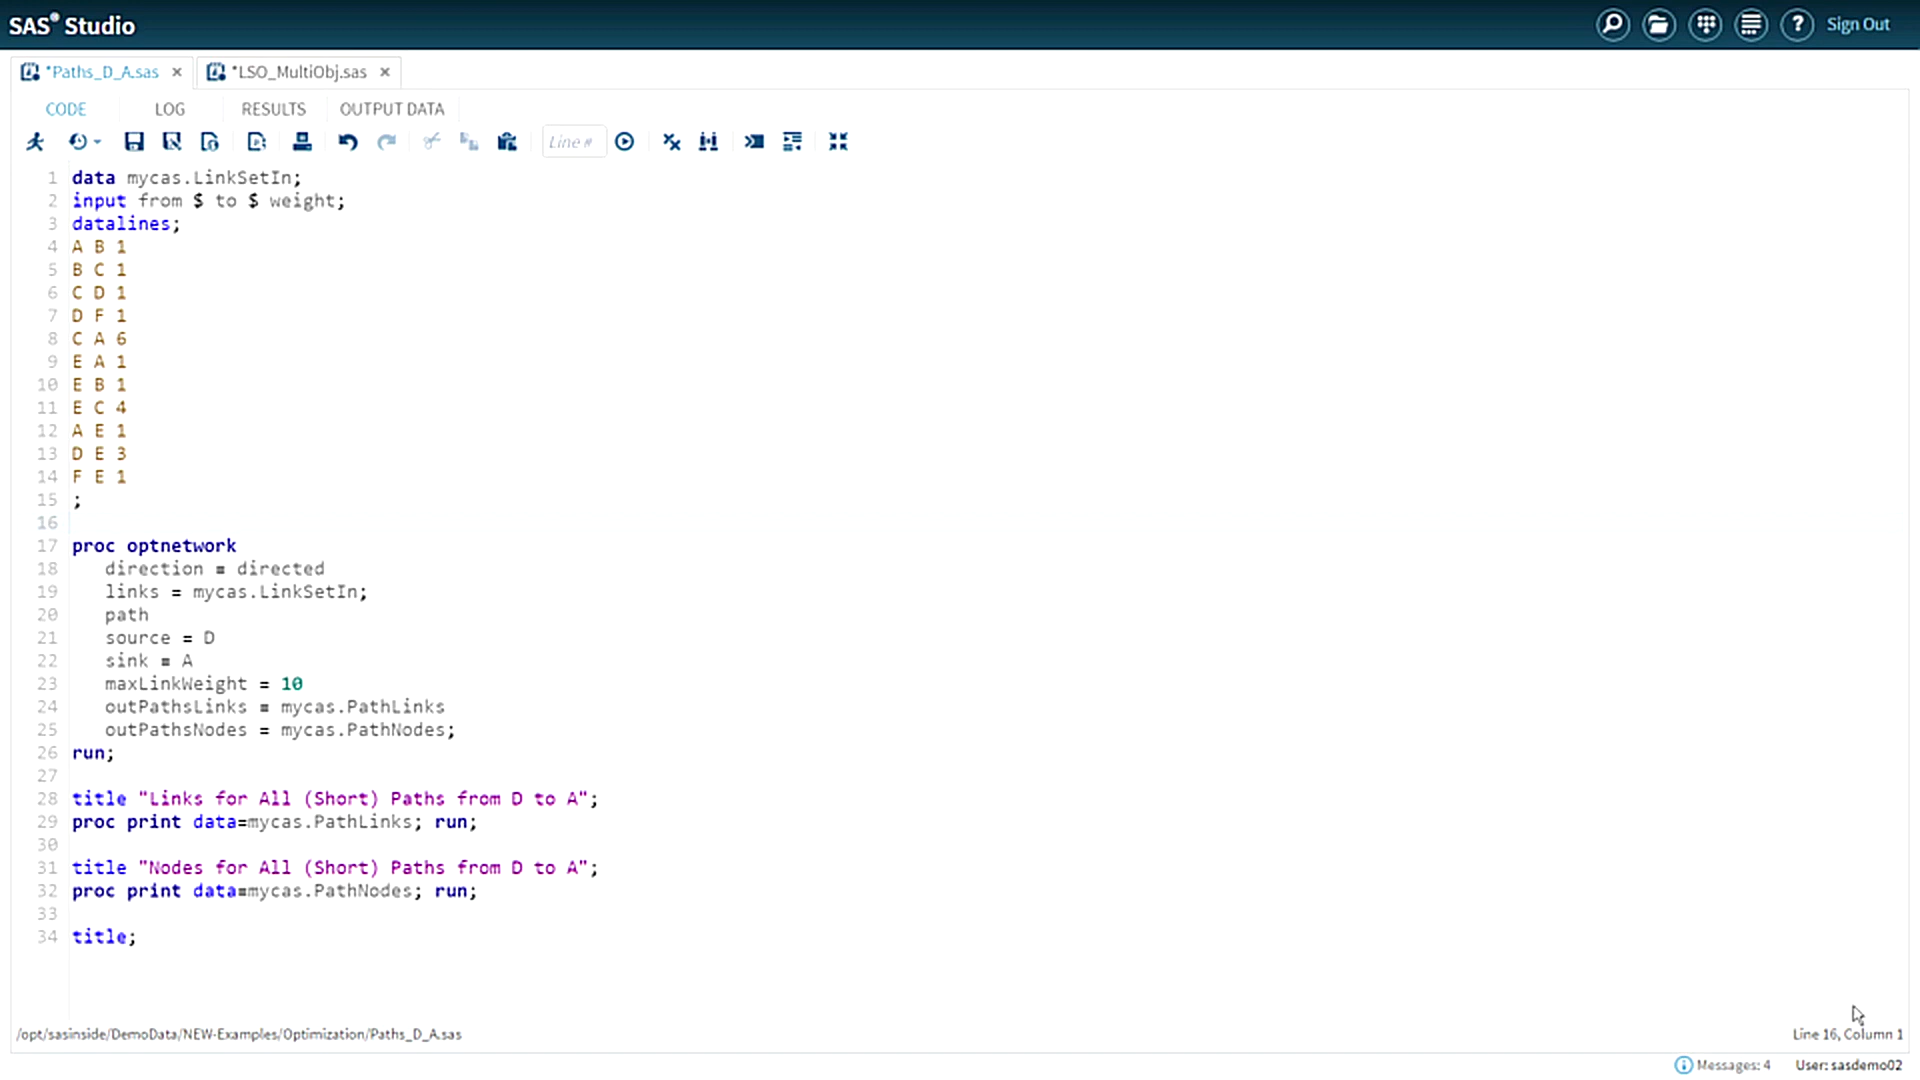 SAS® Studio
Sign Out
*Paths_D_A.sas ×
*LSO_MultiObj.sas ×
CODE LOG RESULTS OUTPUT DATA
Line #
1 data mycas.LinkSetIn;
2 input from $ to $ weight;
3 datalines;
4 A B 1
5 B C 1
6 C D 1
7 D F 1
8 C A 6
9 E A 1
10 E B 1
11 E C 4
12 A E 1
13 D E 3
14 F E 1
15 ;
16
17 proc optnetwork
18 direction = directed
19 links = mycas.LinkSetIn;
20 path
21 source = D
22 sink = A
23 maxLinkWeight = 10
24 outPathsLinks = mycas.PathLinks
25 outPathsNodes = mycas.PathNodes;
26 run;
27
28 title "Links for All (Short) Paths from D to A";
29 proc print data=mycas.PathLinks; run;
30
31 title "Nodes for All (Short) Paths from D to A";
32 proc print data=mycas.PathNodes; run;
33
34 title;
/opt/sasinside/DemoData/NEW-Examples/Optimization/Paths_D_A.sas
Line 16, Column 1
Messages: 4
User: sasdemo02